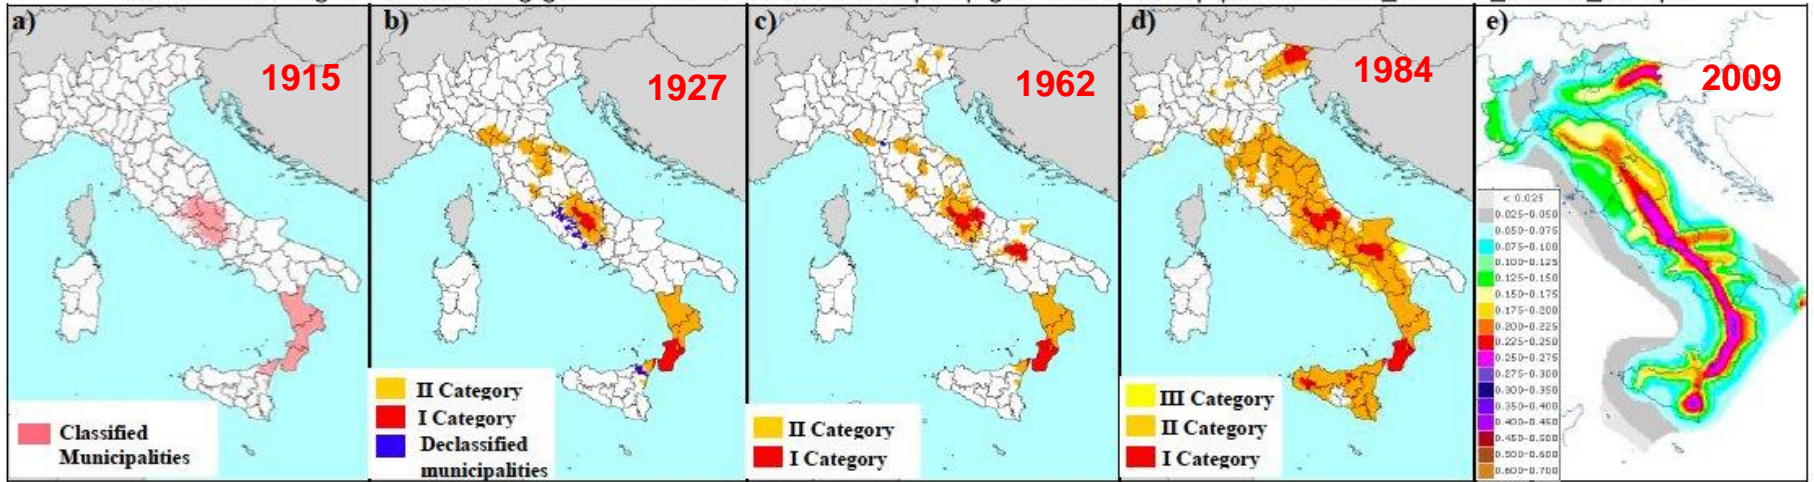 a)
1915
Classified
Municipalities
b)
1927
II Category
I Category
Declassified
municipalities
c)
1962
II Category
I Category
d)
1984
III Category
II Category
I Category
e)
2009
< 0.025
0.025-0.050
0.050-0.075
0.075-0.100
0.100-0.125
0.125-0.150
0.150-0.175
0.175-0.200
0.200-0.225
0.225-0.250
0.250-0.275
0.275-0.300
0.300-0.350
0.350-0.400
0.400-0.450
0.450-0.500
0.500-0.600
0.600-0.700